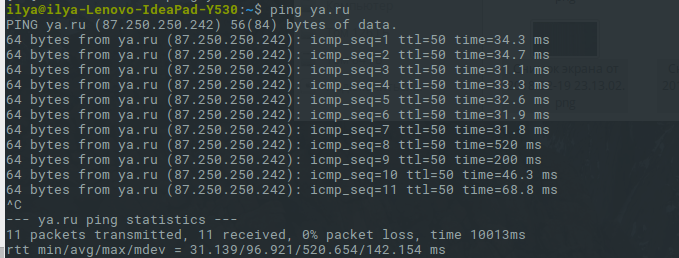 ilya@ilya-Lenovo-IdeaPad-Y530:~$ ping ya.ru
PING ya.ru (87.250.250.242) 56(84) bytes of data.
64 bytes from ya.ru (87.250.250.242): icmp_seq=1 ttl=50 time=34.3 ms
64 bytes from ya.ru (87.250.250.242): icmp_seq=2 ttl=50 time=34.7 ms
64 bytes from ya.ru (87.250.250.242): icmp_seq=3 ttl=50 time=31.1 ms
64 bytes from ya.ru (87.250.250.242): icmp_seq=4 ttl=50 time=33.3 ms
64 bytes from ya.ru (87.250.250.242): icmp_seq=5 ttl=50 time=32.6 ms
64 bytes from ya.ru (87.250.250.242): icmp_seq=6 ttl=50 time=31.9 ms
64 bytes from ya.ru (87.250.250.242): icmp_seq=7 ttl=50 time=31.8 ms
64 bytes from ya.ru (87.250.250.242): icmp_seq=8 ttl=50 time=520 ms
64 bytes from ya.ru (87.250.250.242): icmp_seq=9 ttl=50 time=200 ms
64 bytes from ya.ru (87.250.250.242): icmp_seq=10 ttl=50 time=46.3 ms
64 bytes from ya.ru (87.250.250.242): icmp_seq=11 ttl=50 time=68.8 ms
^C
--- ya.ru ping statistics ---
11 packets transmitted, 11 received, 0% packet loss, time 10013ms
rtt min/avg/max/mdev = 31.139/96.921/520.654/142.154 ms